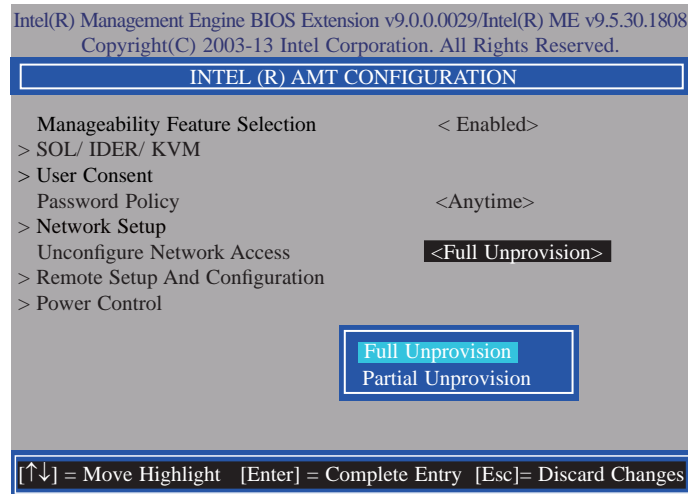 Intel(R) Management Engine BIOS Extension v9.0.0.0029/Intel(R) ME v9.5.30.1808
Copyright(C) 2003-13 Intel Corporation. All Rights Reserved.
INTEL (R) AMT CONFIGURATION
Manageability Feature Selection < Enabled>
> SOL/ IDER/ KVM
> User Consent
Password Policy <Anytime>
> Network Setup
Unconfigure Network Access <Full Unprovision>
> Remote Setup And Configuration
> Power Control
Full Unprovision
Partial Unprovision
[↑↓] = Move Highlight [Enter] = Complete Entry [Esc]= Discard Changes